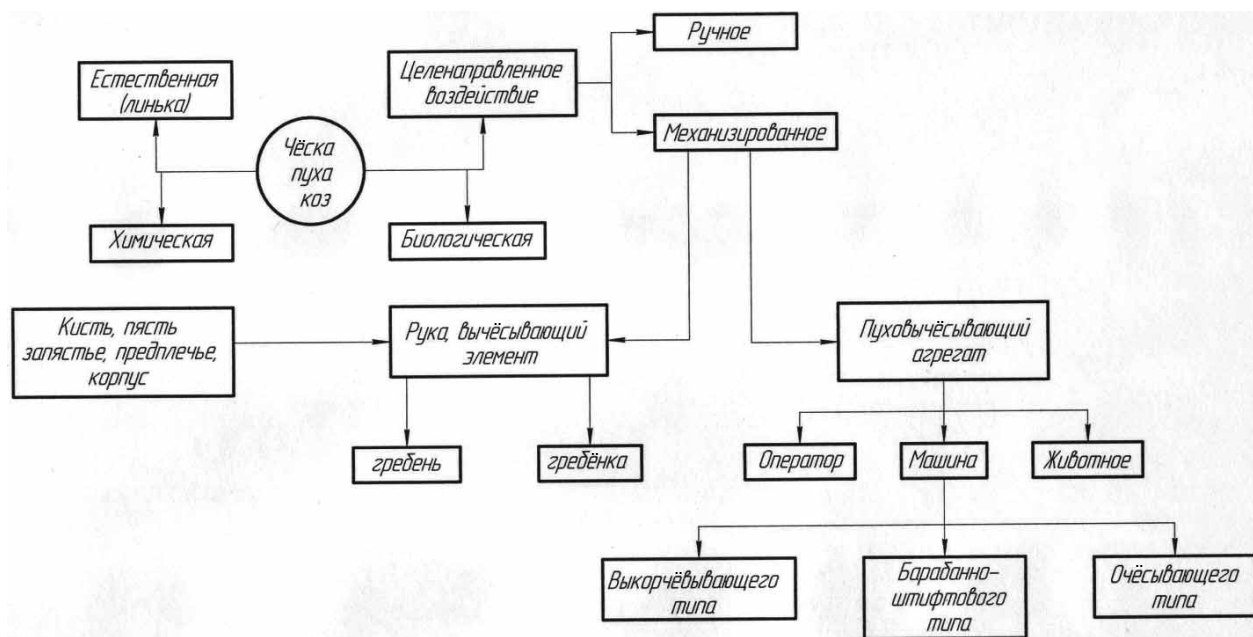 Ручное
Естественная
(линька)
Целенаправленное
воздействие
Механизированное
Чёска
пуха
коз
Химическая
Биологическая
Кисть, пясть
запястье, предплечье,
корпус
Рука, вычёсывающий
элемент
Пуховычёсывающий
агрегат
гребень
гребёнка
Оператор
Машина
Животное
Выкорчёвывающего
типа
Барабанно-
штифтового
типа
Очёсывающего
типа